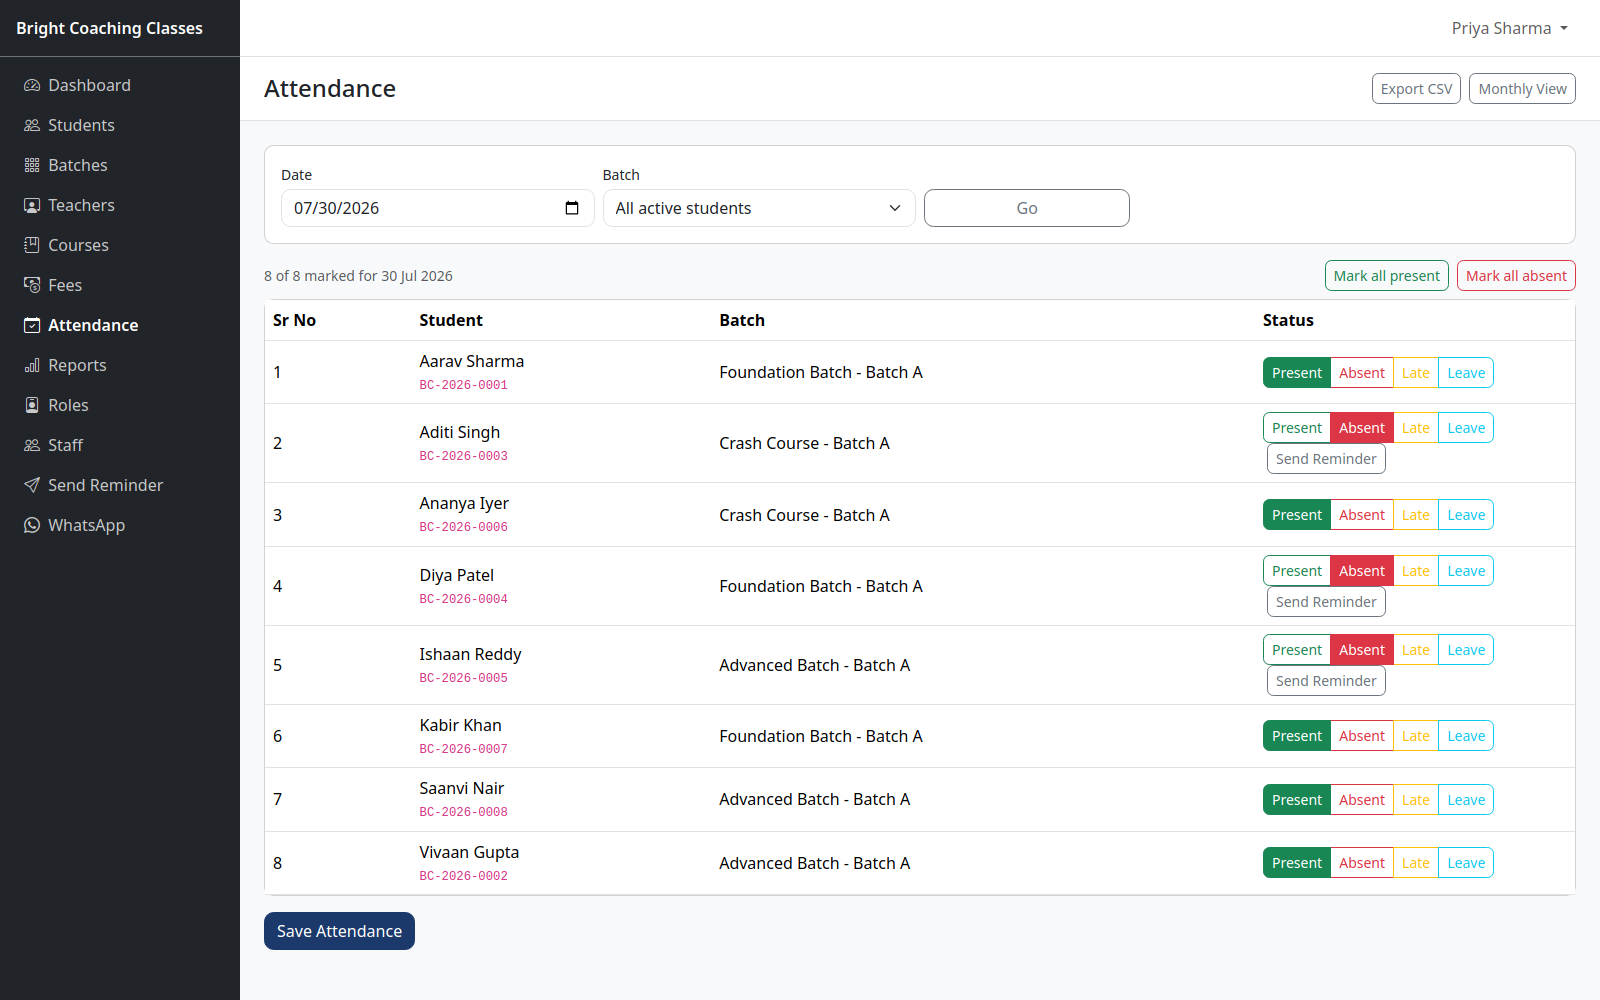 Bright Coaching Classes
Priya Sharma
Dashboard
Students
Batches
Teachers
Courses
Fees
Attendance
Reports
Roles
Staff
Send Reminder
WhatsApp
Attendance
Export CSV Monthly View
Date Batch
07/30/2026 All active students Go
8 of 8 marked for 30 Jul 2026 Mark all present Mark all absent
Sr No Student Batch Status
1 Aarav Sharma Foundation Batch - Batch A Present Absent Late Leave
BC-2026-0001
2 Aditi Singh Crash Course - Batch A Present Absent Late Leave
BC-2026-0003 Send Reminder
3 Ananya Iyer Crash Course - Batch A Present Absent Late Leave
BC-2026-0006
4 Diya Patel Foundation Batch - Batch A Present Absent Late Leave
BC-2026-0004 Send Reminder
5 Ishaan Reddy Advanced Batch - Batch A Present Absent Late Leave
BC-2026-0005 Send Reminder
6 Kabir Khan Foundation Batch - Batch A Present Absent Late Leave
BC-2026-0007
7 Saanvi Nair Advanced Batch - Batch A Present Absent Late Leave
BC-2026-0008
8 Vivaan Gupta Advanced Batch - Batch A Present Absent Late Leave
BC-2026-0002
Save Attendance